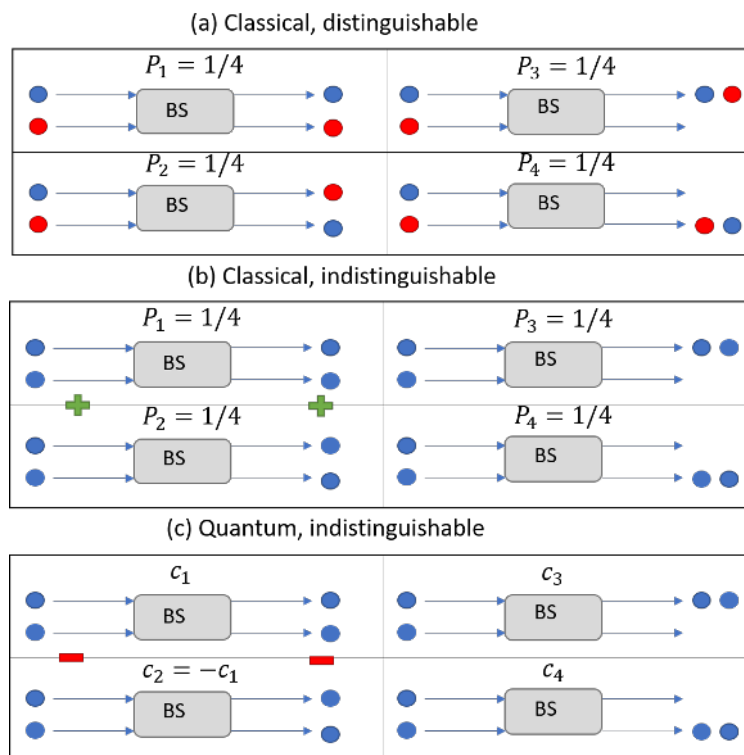 (a) Classical, distinguishable
P₁ = 1/4 P₃ = 1/4
BS BS
P₂ = 1/4 P₄ = 1/4
BS BS
(b) Classical, indistinguishable
P₁ = 1/4 P₃ = 1/4
BS BS
P₂ = 1/4 P₄ = 1/4
BS BS
(c) Quantum, indistinguishable
c₁ c₃
BS BS
c₂ = −c₁ c₄
BS BS